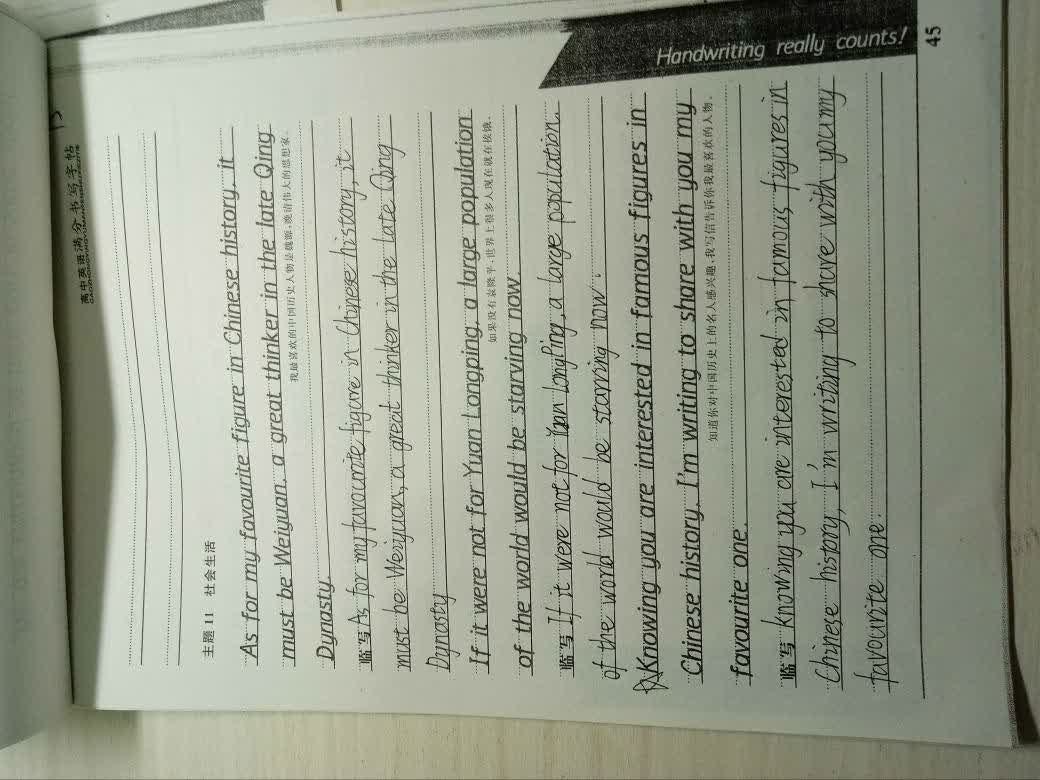 高中英语满分书写字帖
主题 11 社会生活
As for my favourite figure in Chinese history, it
must be Weiyuan, a great thinker in the late Qing
我最喜欢的中国历史人物是魏源，晚清伟大的思想家。
Dynasty.
临写 As for my favourite figure in Chinese history, it
must be Weiyuan, a great thinker in the late Qing
Dynasty
If it were not for Yuan Longping, a large population
如果没有袁隆平，世界上很多人现在就在挨饿。
of the world would be starving now.
临写 If it were not for Yuan Longping, a large population
of the world would be starring now.
Knowing you are interested in famous figures in
Chinese history, I'm writing to share with you my
知道你对中国历史上的名人感兴趣，我写信告诉你我最喜欢的人物。
favourite one.
临写 knowing you are interested in famous figures in
Chinese history, I'm writing to share with you my
favourite one.
Handwriting really counts!
45